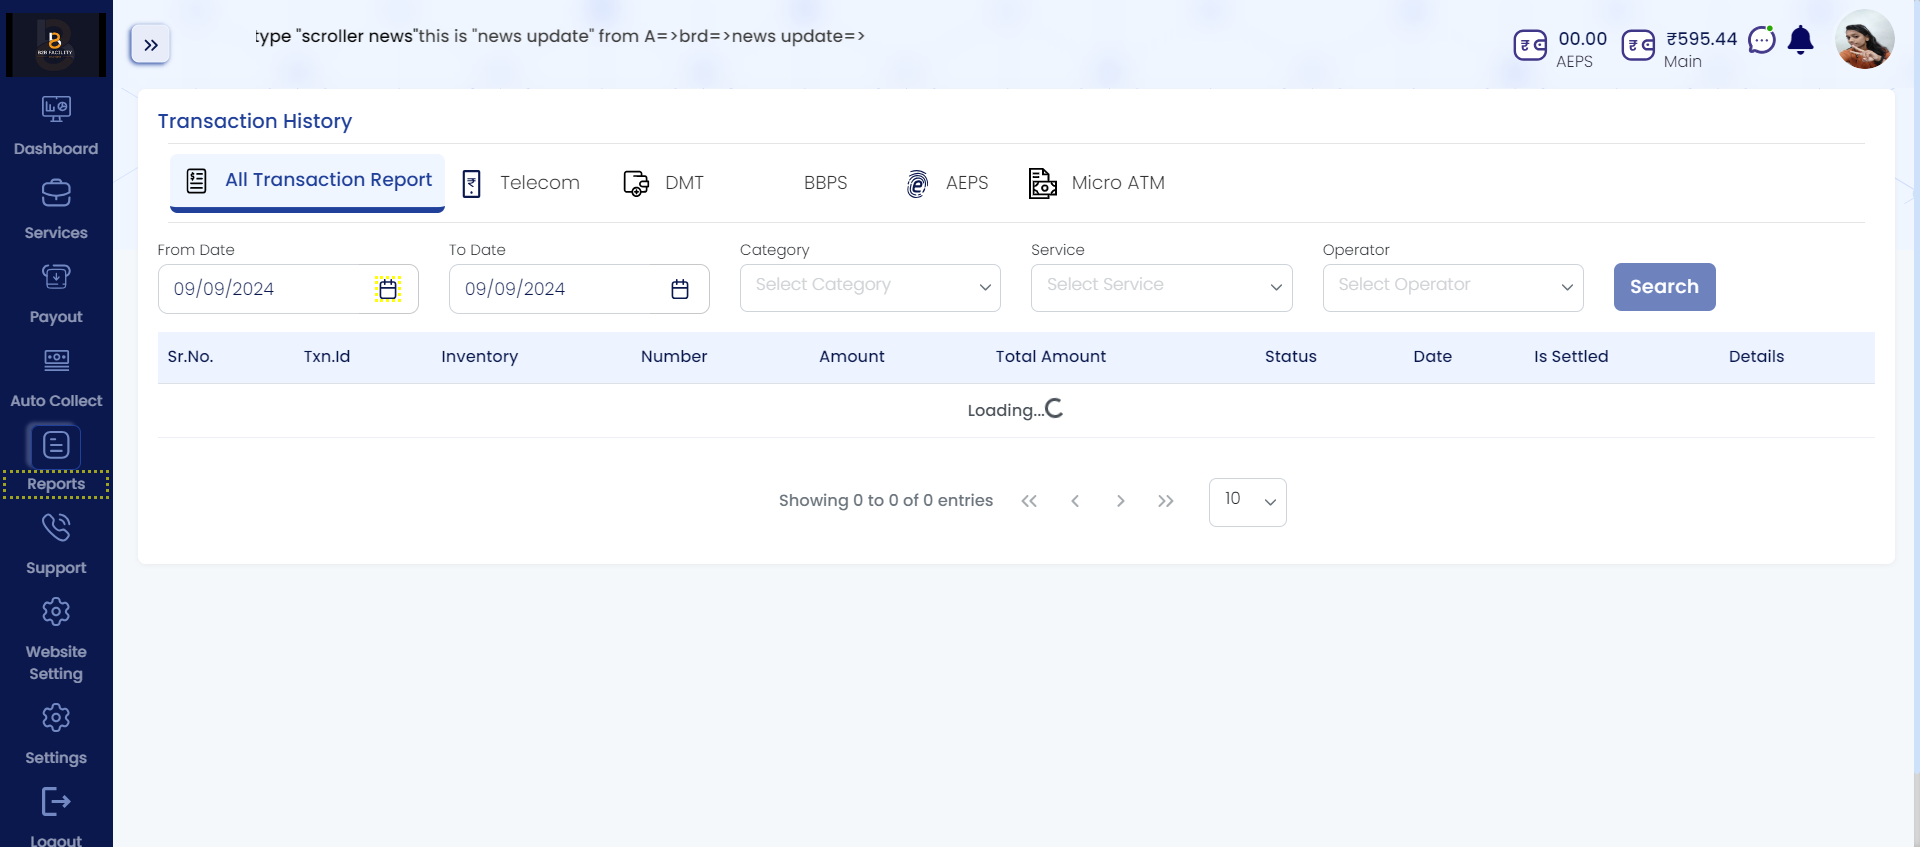 B2B FACILITY
type "scroller news"this is "news update" from A=>brd=>news update=>
00.00
AEPS
₹595.44
Main
Dashboard
Services
Payout
Auto Collect
Reports
Support
Website
Setting
Settings
Logout
Transaction History
All Transaction Report
Telecom
DMT
BBPS
AEPS
Micro ATM
From Date
To Date
Category
Service
Operator
09/09/2024
09/09/2024
Select Category
Select Service
Select Operator
Search
Sr.No. Txn.Id Inventory Number Amount Total Amount Status Date Is Settled Details
Loading...
Showing 0 to 0 of 0 entries
10